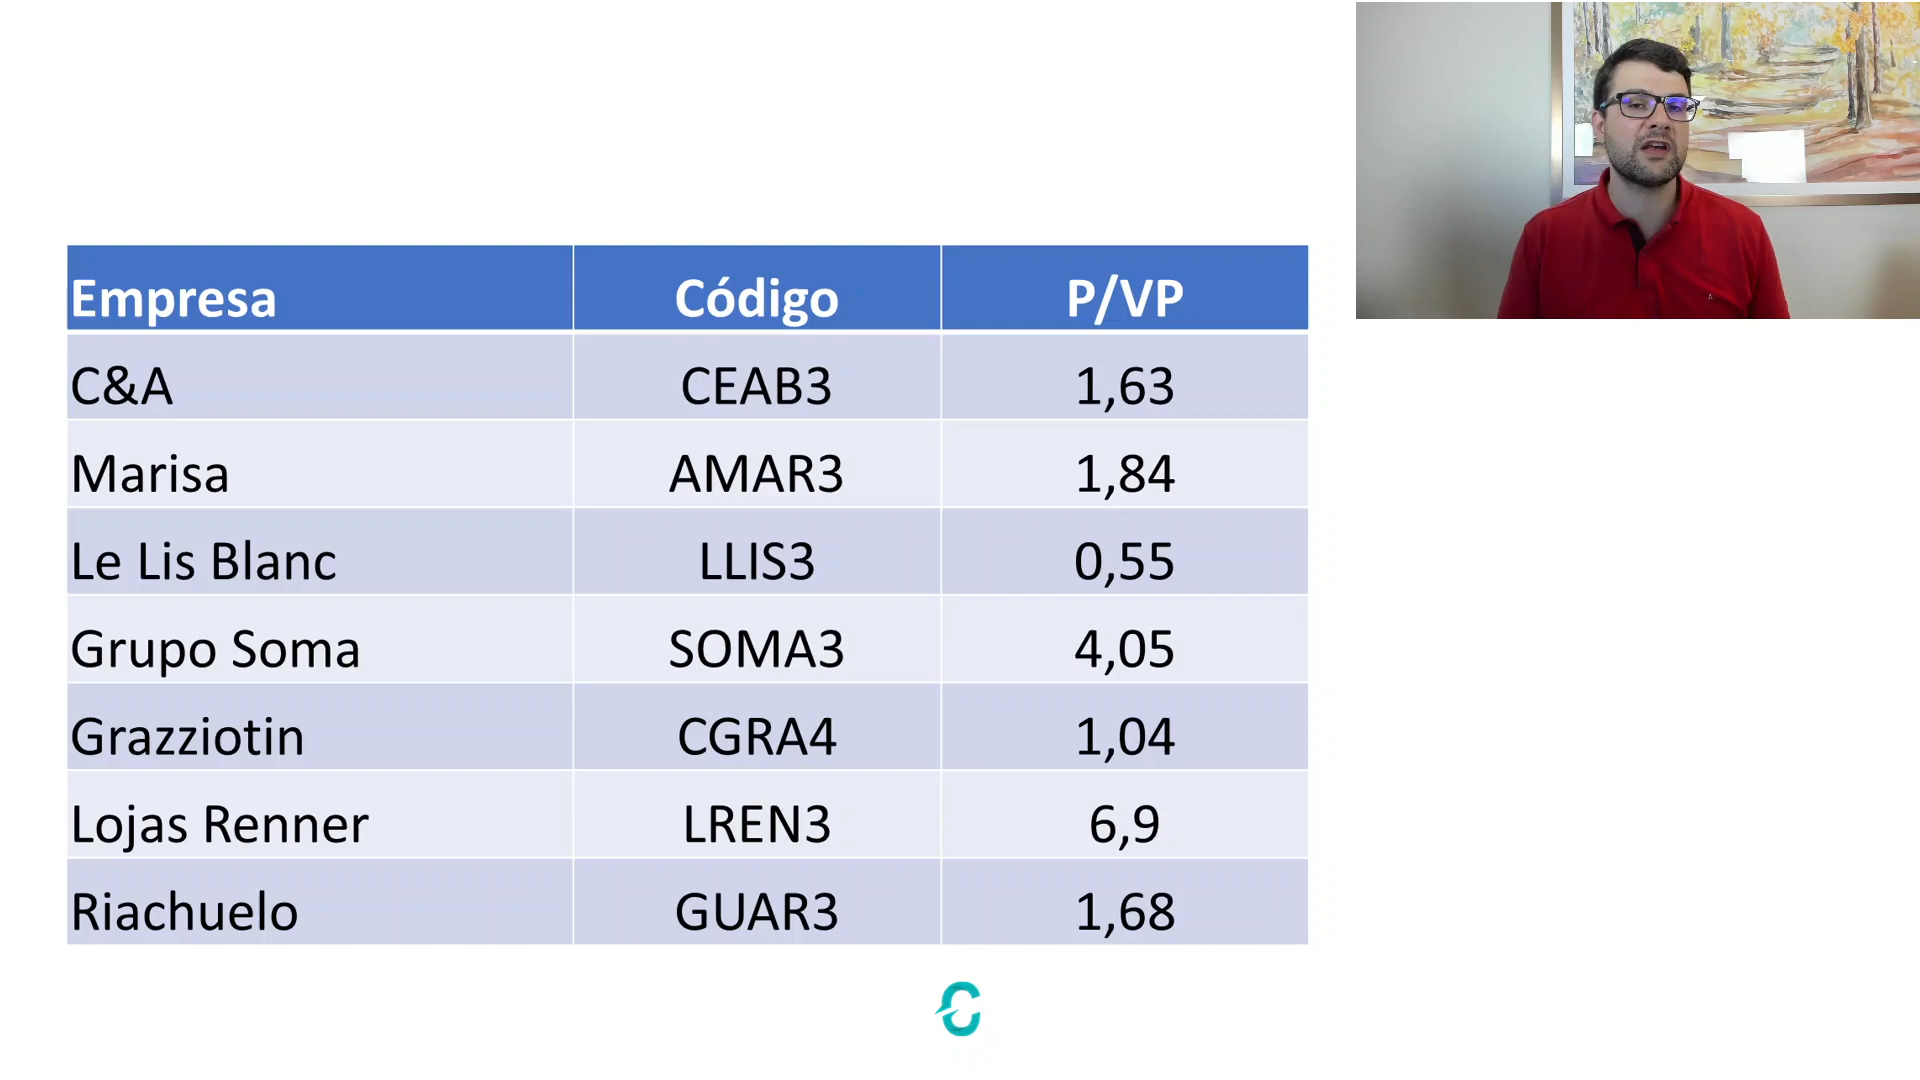 Empresa Código P/VP
C&A CEAB3 1,63
Marisa AMAR3 1,84
Le Lis Blanc LLIS3 0,55
Grupo Soma SOMA3 4,05
Grazziotin CGRA4 1,04
Lojas Renner LREN3 6,9
Riachuelo GUAR3 1,68